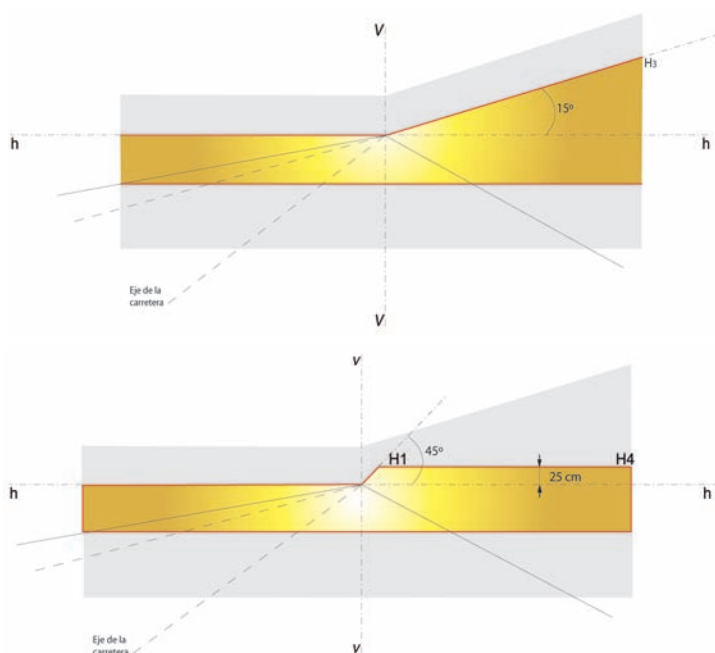 V
H3
15º
h
h
Eje de la
carretera
V
v
45º
H1
H4
25 cm
h
h
Eje de la
carretera
v